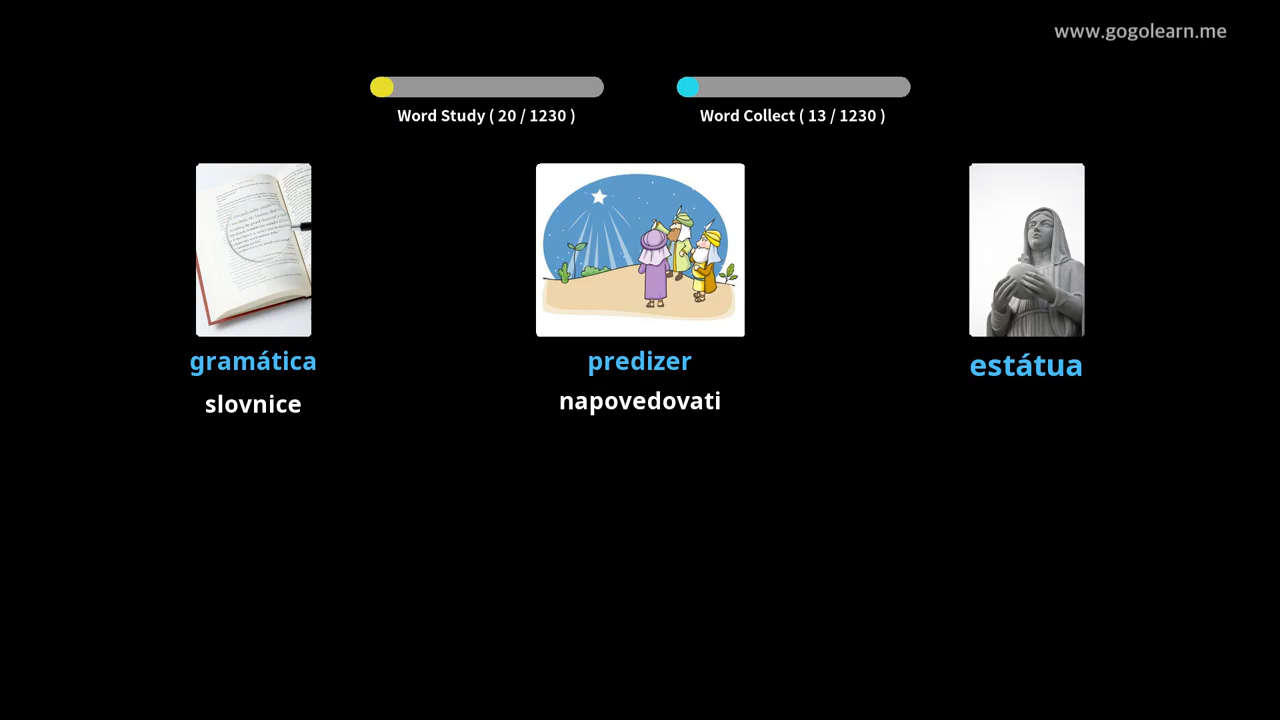 www.gogolearn.me
Word Study ( 20 / 1230 )
Word Collect ( 13 / 1230 )
gramática
predizer
estátua
slovnice
napovedovati